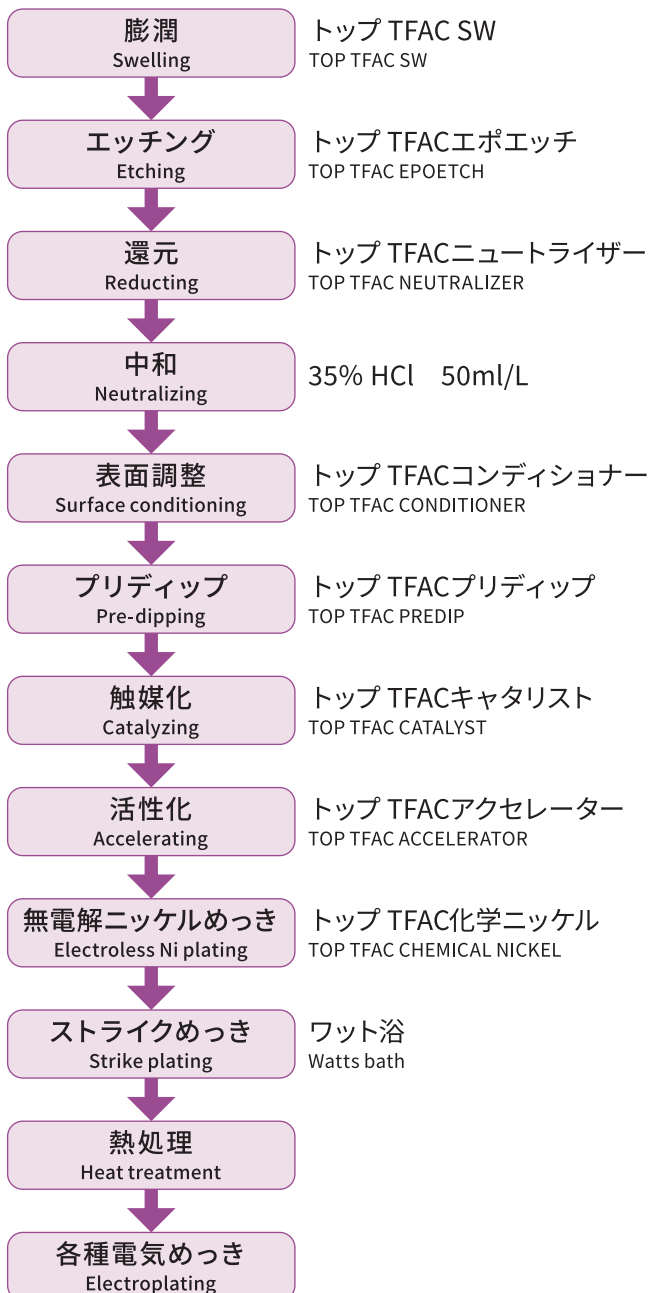 膨潤
Swelling
トップ TFAC SW
TOP TFAC SW
エッチング
Etching
トップ TFACエポエッチ
TOP TFAC EPOETCH
還元
Reducting
トップ TFACニュートライザー
TOP TFAC NEUTRALIZER
中和
Neutralizing
35% HCl　50ml/L
表面調整
Surface conditioning
トップ TFACコンディショナー
TOP TFAC CONDITIONER
プリディップ
Pre-dipping
トップ TFACプリディップ
TOP TFAC PREDIP
触媒化
Catalyzing
トップ TFACキャタリスト
TOP TFAC CATALYST
活性化
Accelerating
トップ TFACアクセレーター
TOP TFAC ACCELERATOR
無電解ニッケルめっき
Electroless Ni plating
トップ TFAC化学ニッケル
TOP TFAC CHEMICAL NICKEL
ストライクめっき
Strike plating
ワット浴
Watts bath
熱処理
Heat treatment
各種電気めっき
Electroplating